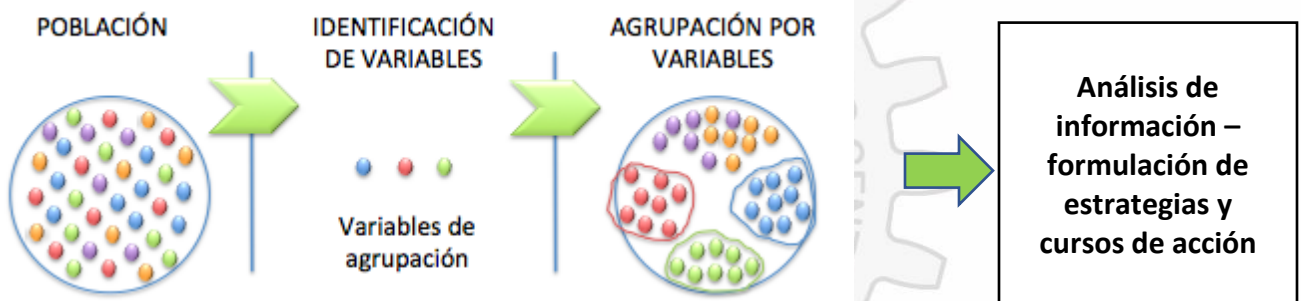 POBLACIÓN
IDENTIFICACIÓN
DE VARIABLES
AGRUPACIÓN POR
VARIABLES
Variables de
agrupación
Análisis de
información –
formulación de
estrategias y
cursos de acción